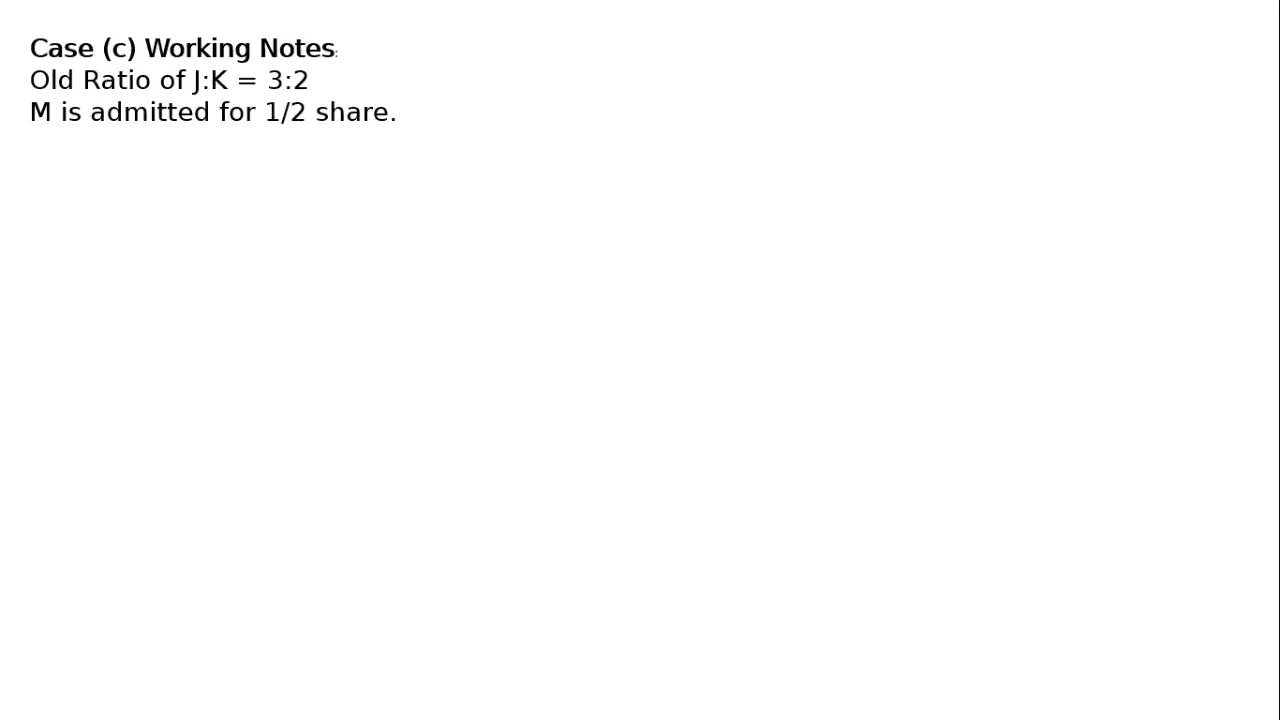 Case (c) Working Notes:
Old Ratio of J:K = 3:2
M is admitted for 1/2 share.